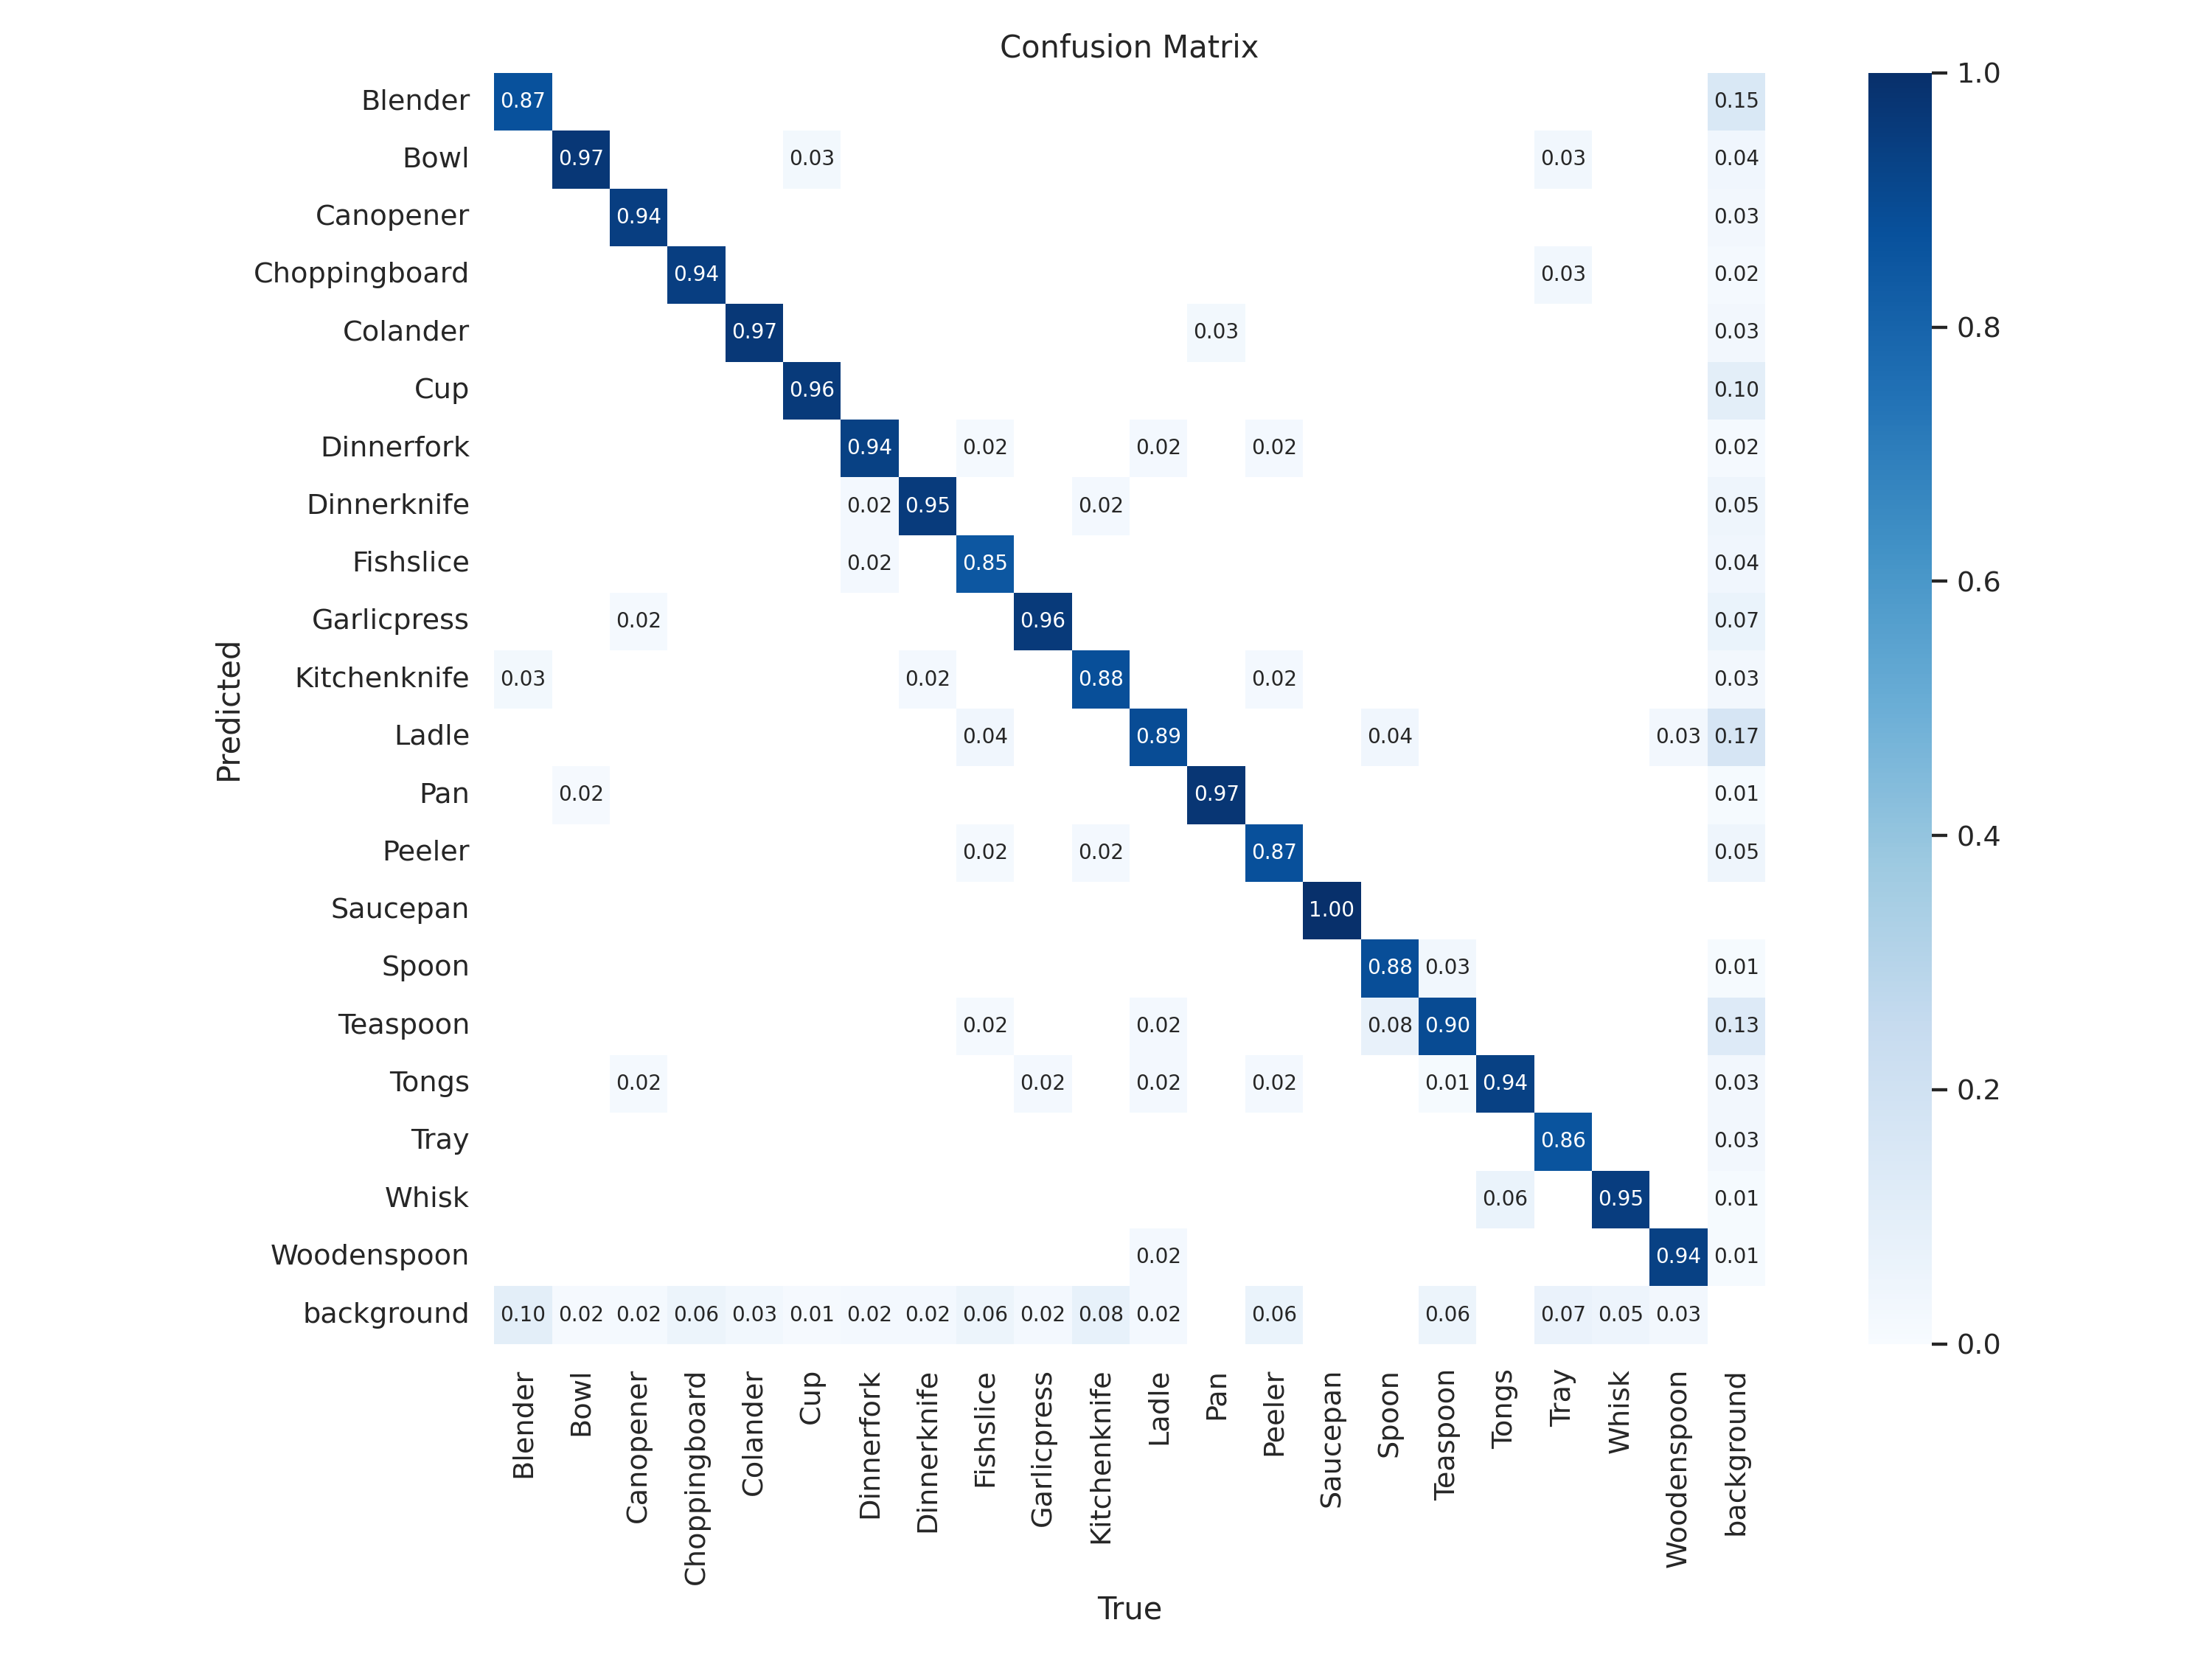 Confusion Matrix
Blender 0.87 0.15
Bowl 0.97 0.03 0.03 0.04
Canopener 0.94 0.03
Choppingboard 0.94 0.03 0.02
Colander 0.97 0.03 0.03
Cup 0.96 0.10
Dinnerfork 0.94 0.02 0.02 0.02 0.02
Dinnerknife 0.02 0.95 0.02 0.05
Fishslice 0.02 0.85 0.04
Garlicpress 0.02 0.96 0.07
Kitchenknife 0.03 0.02 0.88 0.02 0.03
Ladle 0.04 0.89 0.04 0.03 0.17
Pan 0.02 0.97 0.01
Peeler 0.02 0.02 0.87 0.05
Saucepan 1.00
Spoon 0.88 0.03 0.01
Teaspoon 0.02 0.02 0.08 0.90 0.13
Tongs 0.02 0.02 0.02 0.02 0.01 0.94 0.03
Tray 0.86 0.03
Whisk 0.06 0.95 0.01
Woodenspoon 0.02 0.94 0.01
background 0.10 0.02 0.02 0.06 0.03 0.01 0.02 0.02 0.06 0.02 0.08 0.02 0.06 0.06 0.07 0.05 0.03
Predicted
Blender
Bowl
Canopener
Choppingboard
Colander
Cup
Dinnerfork
Dinnerknife
Fishslice
Garlicpress
Kitchenknife
Ladle
Pan
Peeler
Saucepan
Spoon
Teaspoon
Tongs
Tray
Whisk
Woodenspoon
background
True
1.0
0.8
0.6
0.4
0.2
0.0